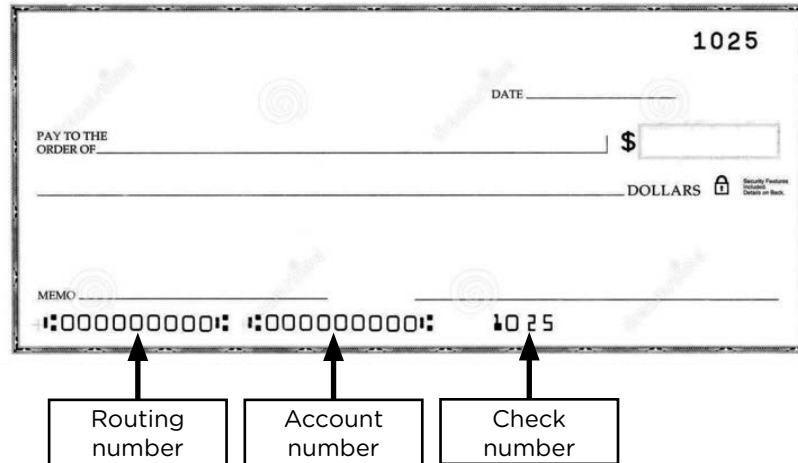 1025
DATE
PAY TO THE
ORDER OF
$
DOLLARS
Security Features
Included.
Details on Back.
MEMO
⑆000000000⑆ ⑆000000000⑆ 1025
Routing
number
Account
number
Check
number